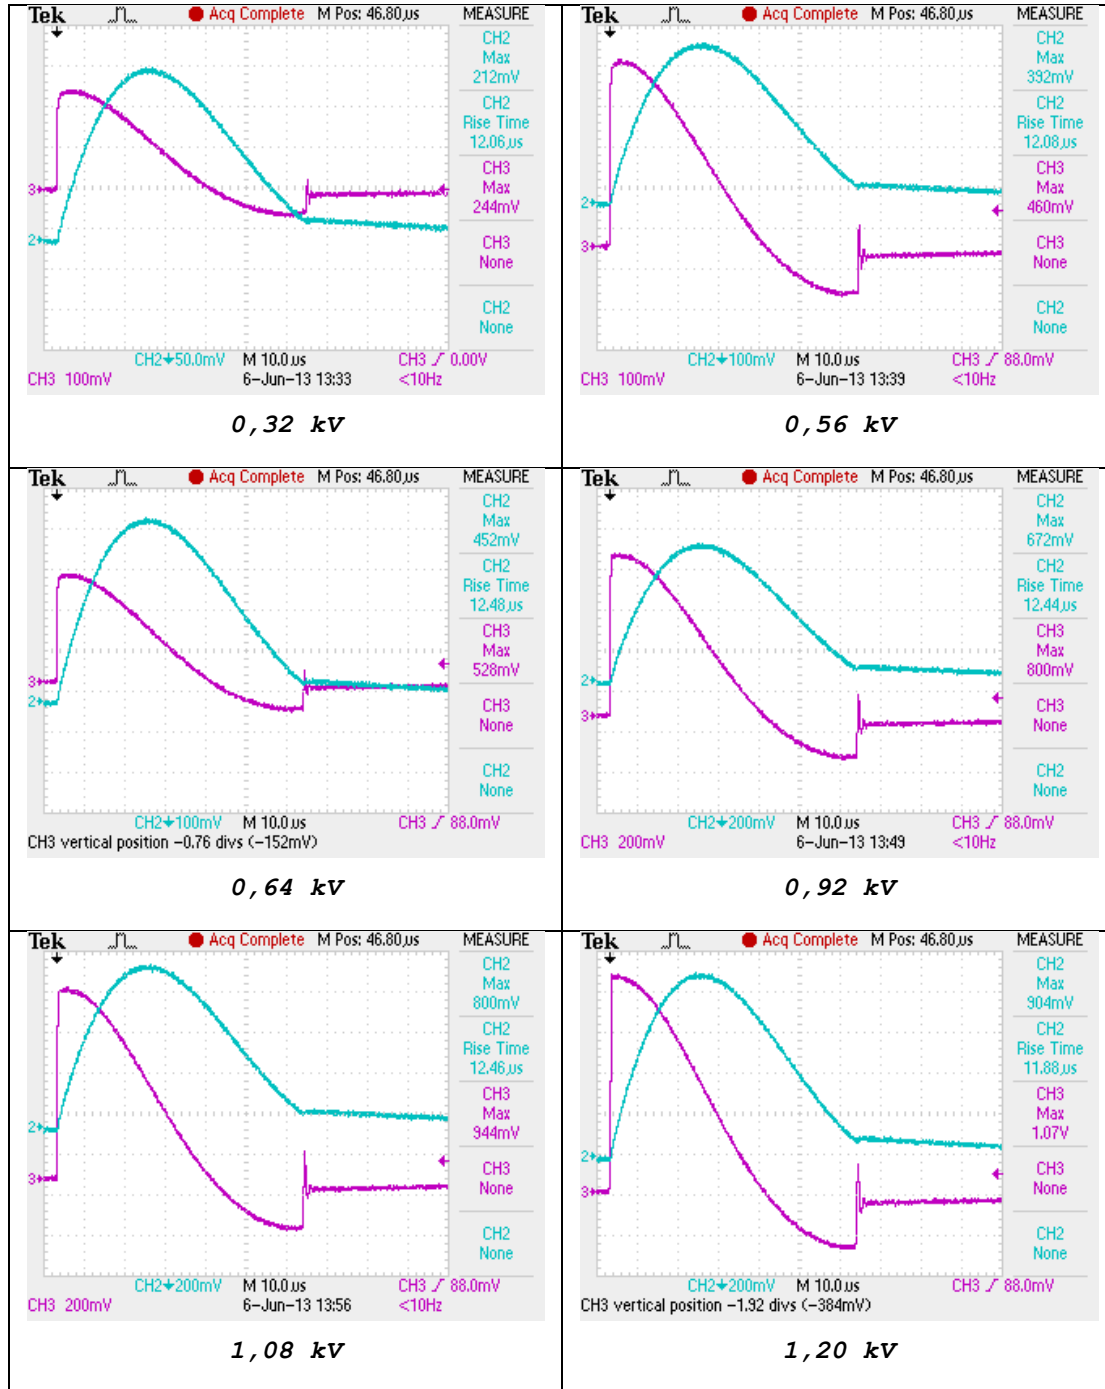 Tek Acq Complete M Pos: 46.80µs MEASURE
CH2
Max
212mV
CH2
Rise Time
12.06µs
CH3
Max
244mV
CH3
None
CH2
None
3
2
CH2 50.0mV M 10.0µs CH3 0.00V
CH3 100mV 6-Jun-13 13:33 <10Hz
0,32 kV
Tek Acq Complete M Pos: 46.80µs MEASURE
CH2
Max
392mV
CH2
Rise Time
12.08µs
CH3
Max
460mV
CH3
None
CH2
None
2
3
CH2 100mV M 10.0µs CH3 88.0mV
CH3 100mV 6-Jun-13 13:39 <10Hz
0,56 kV
Tek Acq Complete M Pos: 46.80µs MEASURE
CH2
Max
452mV
CH2
Rise Time
12.48µs
CH3
Max
528mV
CH3
None
CH2
None
3
2
CH2 100mV M 10.0µs CH3 88.0mV
CH3 vertical position -0.76 divs (-152mV)
0,64 kV
Tek Acq Complete M Pos: 46.80µs MEASURE
CH2
Max
672mV
CH2
Rise Time
12.44µs
CH3
Max
800mV
CH3
None
CH2
None
2
3
CH2 200mV M 10.0µs CH3 88.0mV
CH3 200mV 6-Jun-13 13:49 <10Hz
0,92 kV
Tek Acq Complete M Pos: 46.80µs MEASURE
CH2
Max
800mV
CH2
Rise Time
12.46µs
CH3
Max
944mV
CH3
None
CH2
None
2
3
CH2 200mV M 10.0µs CH3 88.0mV
CH3 200mV 6-Jun-13 13:56 <10Hz
1,08 kV
Tek Acq Complete M Pos: 46.80µs MEASURE
CH2
Max
904mV
CH2
Rise Time
11.88µs
CH3
Max
1.07V
CH3
None
CH2
None
2
3
CH2 200mV M 10.0µs CH3 88.0mV
CH3 vertical position -1.92 divs (-384mV)
1,20 kV